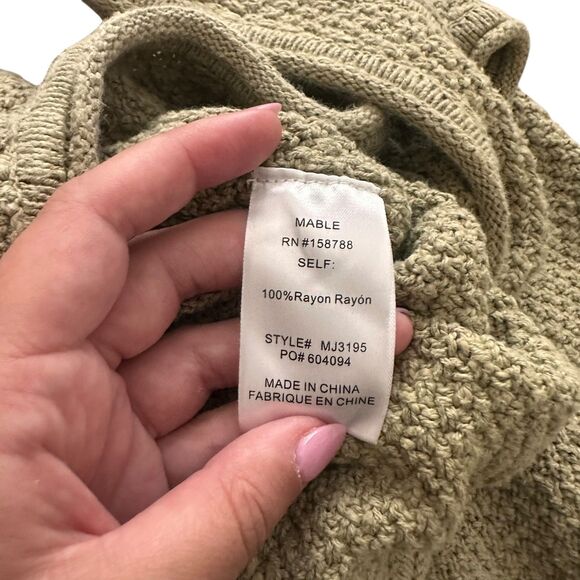 MABLE
RN #158788
SELF:
100%Rayon Rayón
STYLE# MJ3195
PO# 604094
MADE IN CHINA
FABRIQUE EN CHINE